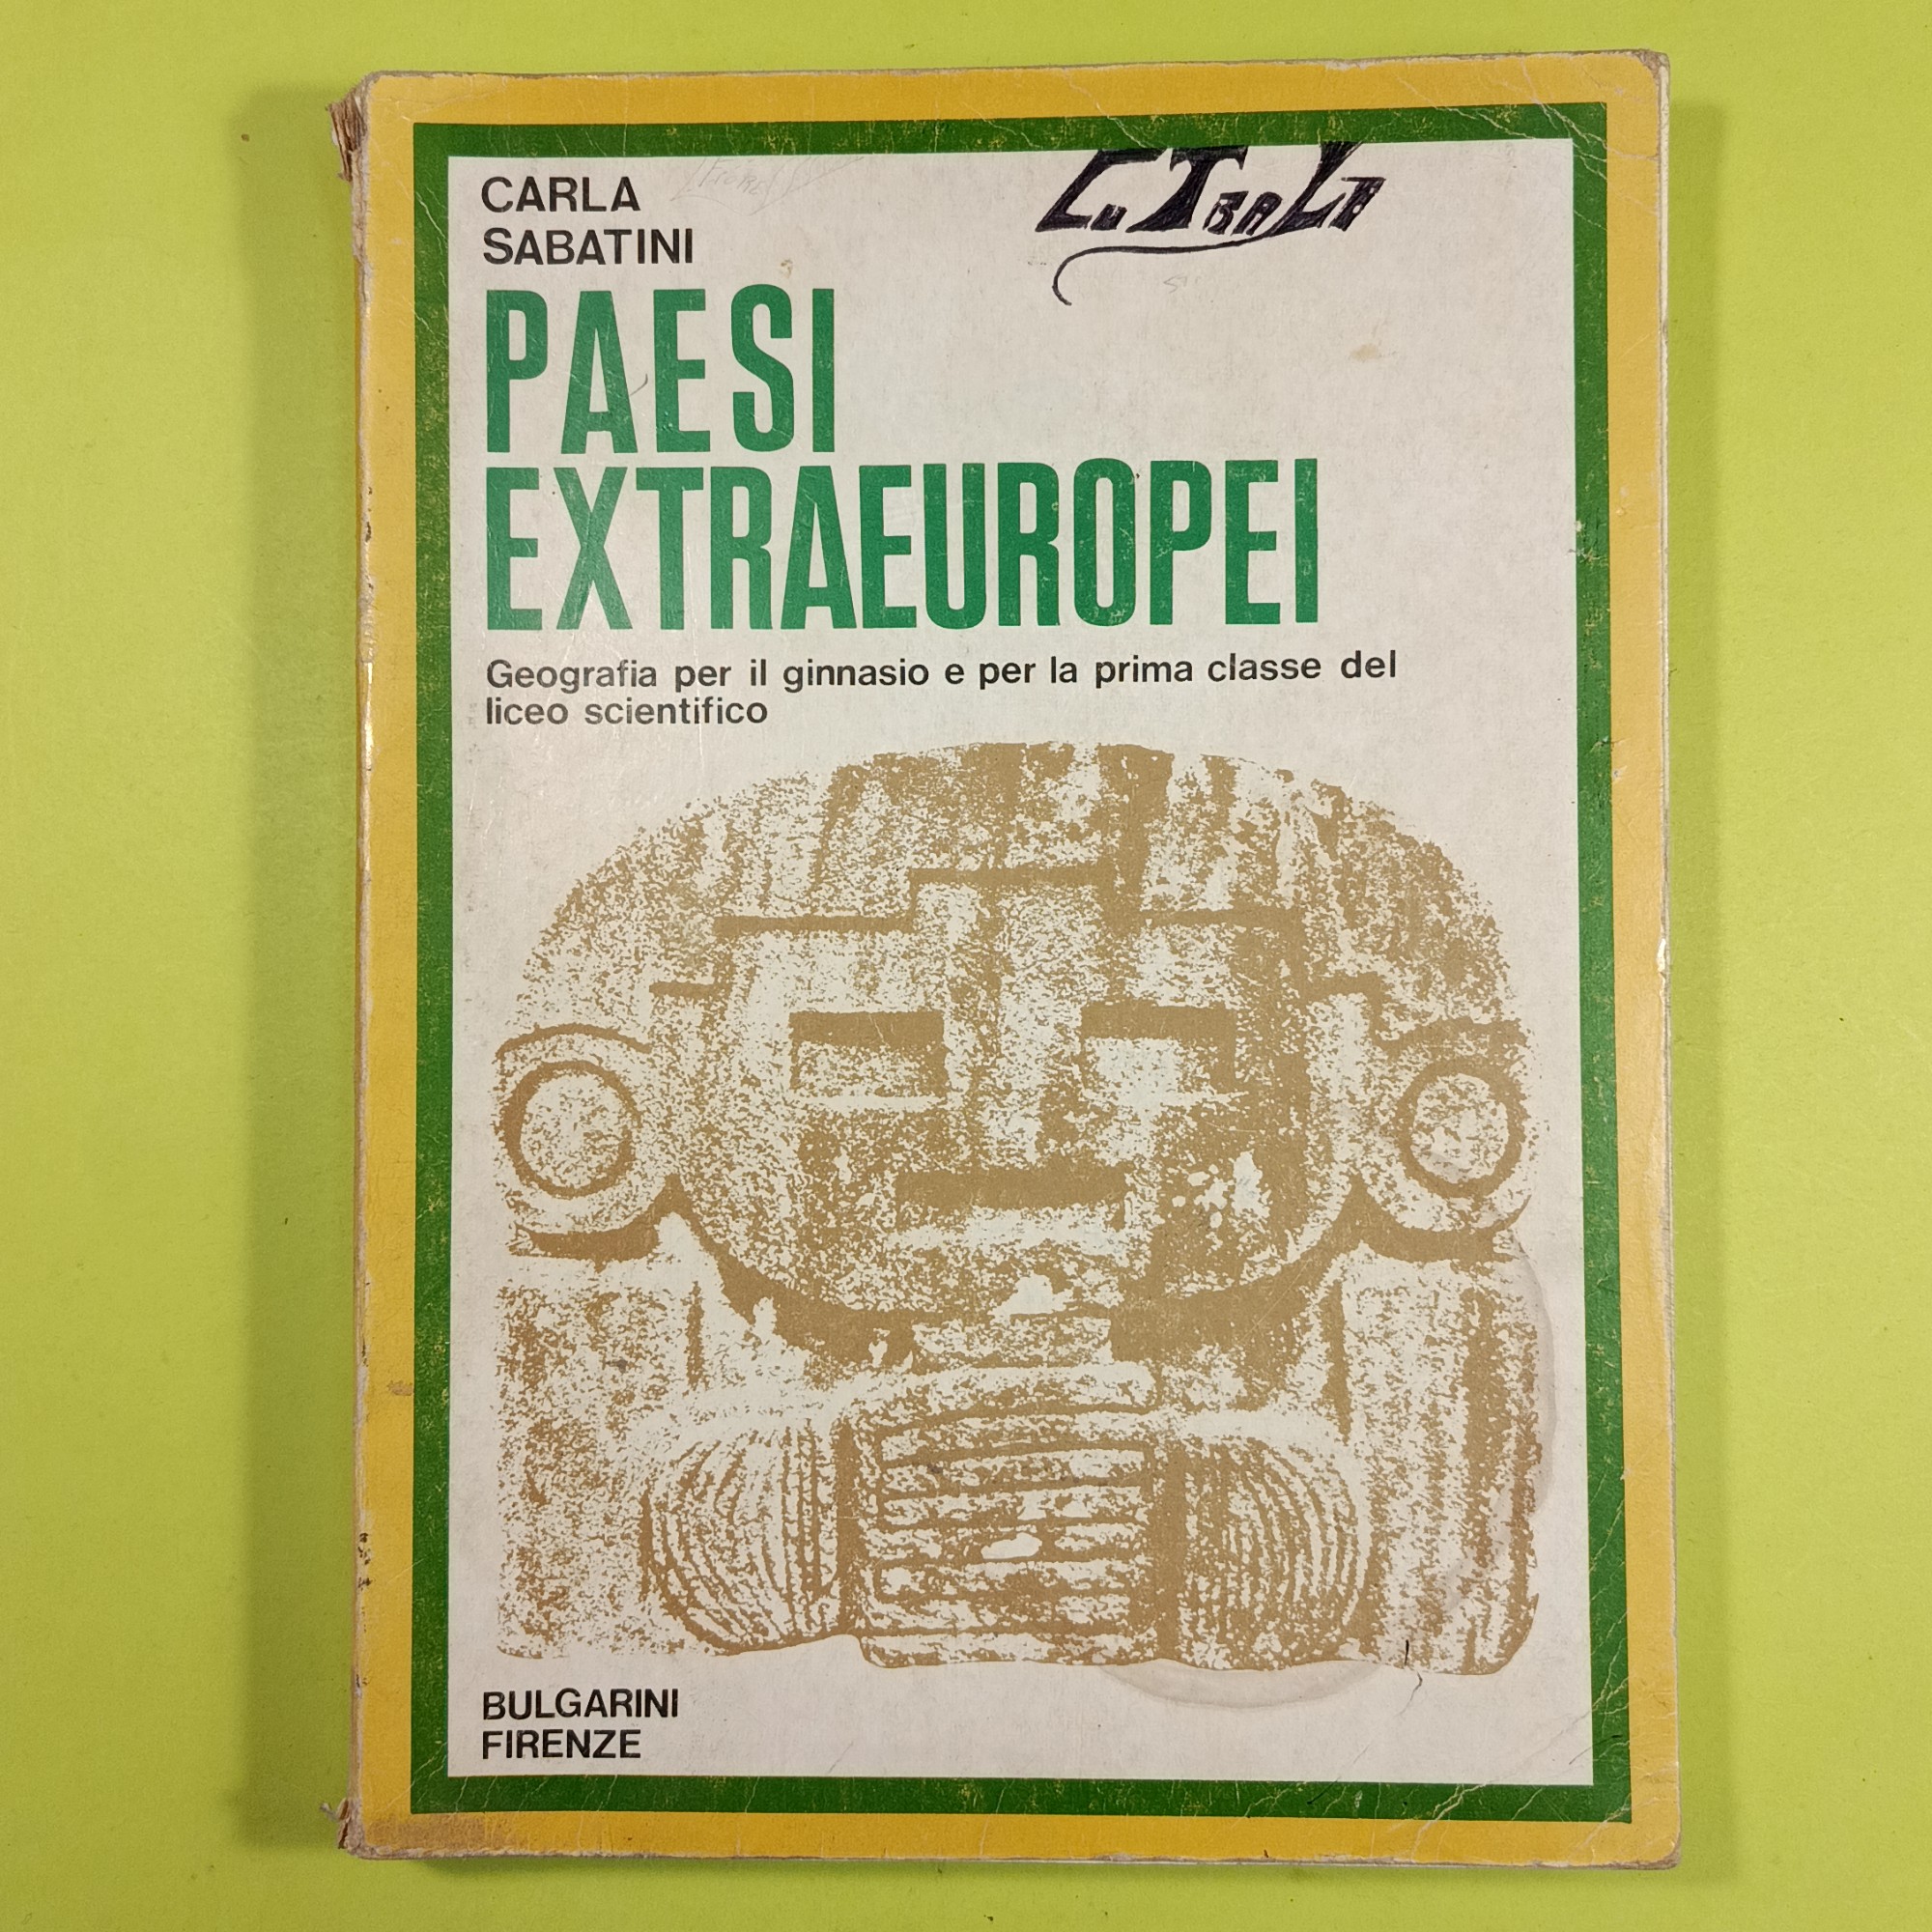 CARLA
SABATINI
PAESI
EXTRAEUROPEI
Geografia per il ginnasio e per la prima classe del
liceo scientifico
BULGARINI
FIRENZE